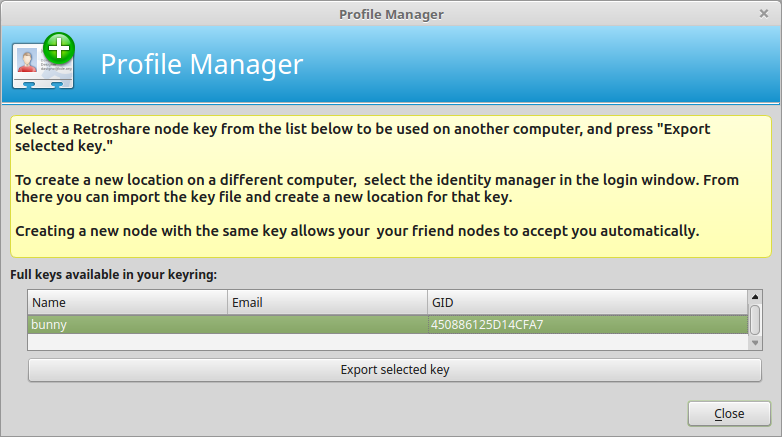 Profile Manager
Profile Manager
Select a Retroshare node key from the list below to be used on another computer, and press "Export
selected key."
To create a new location on a different computer,  select the identity manager in the login window. From
there you can import the key file and create a new location for that key.
Creating a new node with the same key allows your  your friend nodes to accept you automatically.
Full keys available in your keyring:
Name Email GID
bunny 450886125D14CFA7
Export selected key
Close